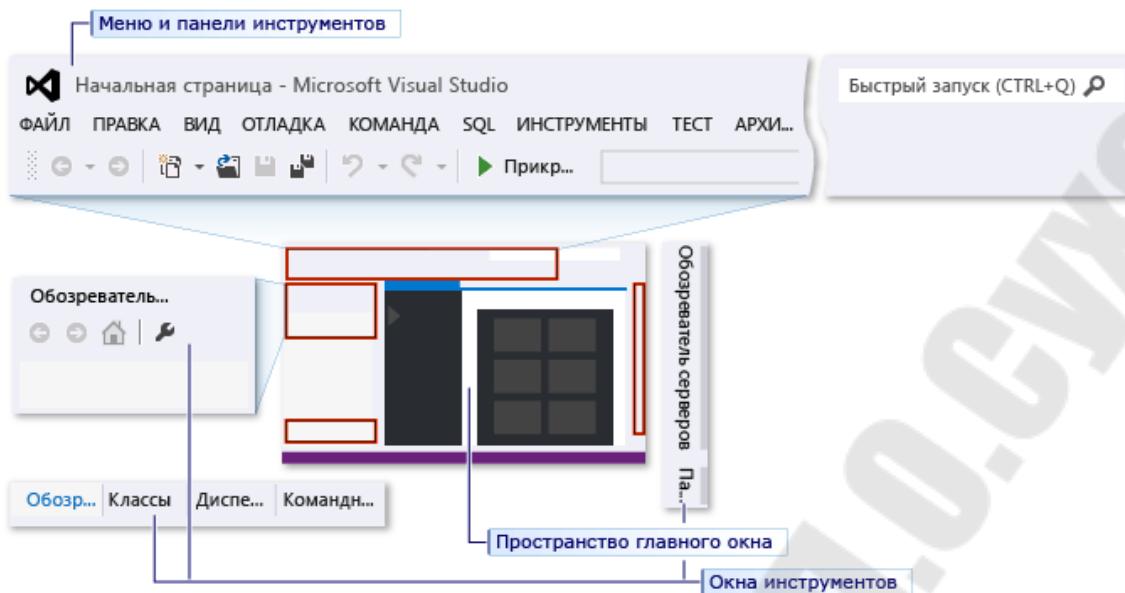 Меню и панели инструментов
Начальная страница - Microsoft Visual Studio
Быстрый запуск (CTRL+Q)
ФАЙЛ ПРАВКА ВИД ОТЛАДКА КОМАНДА SQL ИНСТРУМЕНТЫ ТЕСТ АРХИ...
Прикр...
Обозреватель...
Обозреватель серверов
Па...
Обозр... Классы Диспе... Командн...
Пространство главного окна
Окна инструментов